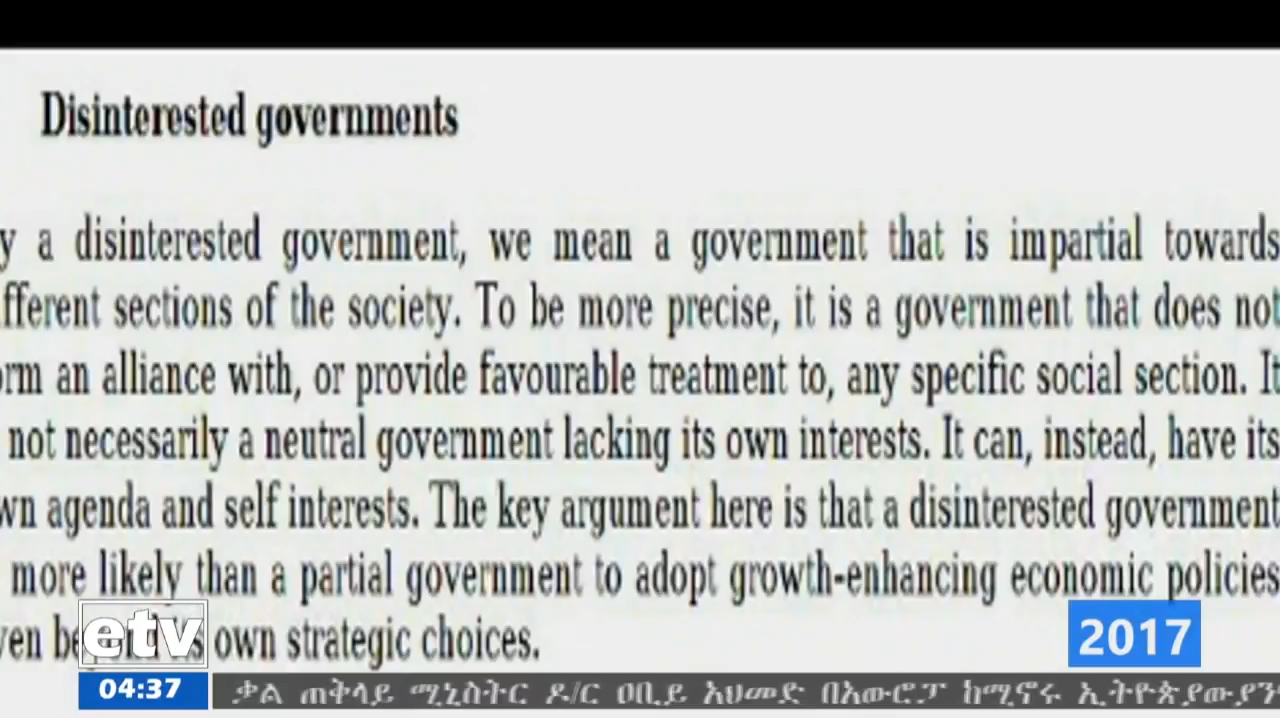 Disinterested governments
y a disinterested government, we mean a government that is impartial towards
fferent sections of the society. To be more precise, it is a government that does not
rm an alliance with, or provide favourable treatment to, any specific social section. It
not necessarily a neutral government lacking its own interests. It can, instead, have its
wn agenda and self interests. The key argument here is that a disinterested government
more likely than a partial government to adopt growth-enhancing economic policies
ven beyond its own strategic choices.
etv
2017
04:37
ቃል ጠቅላይ ሚኒስትር ዶ/ር ዐቢይ አህመድ በአውሮፓ ከሚኖሩ ኢትዮጵያውያን